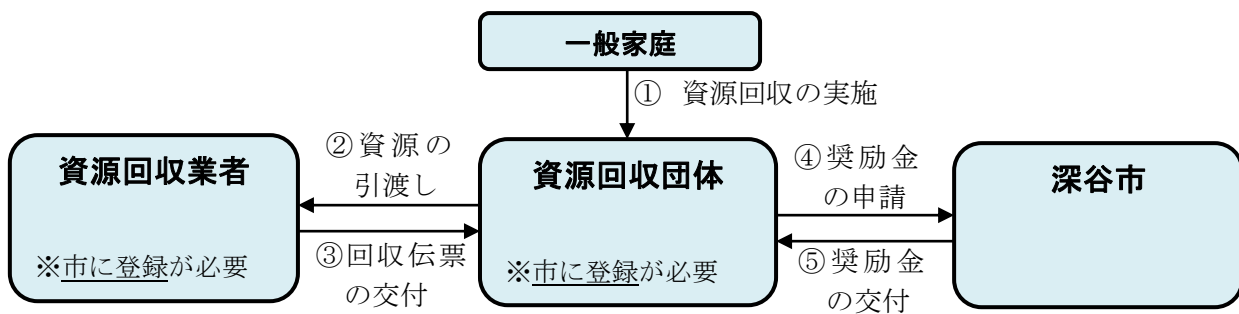 一般家庭
① 資源回収の実施
資源回収業者
※市に登録が必要
②資源の
引渡し
③回収伝票
の交付
資源回収団体
※市に登録が必要
④奨励金
の申請
⑤奨励金
の交付
深谷市